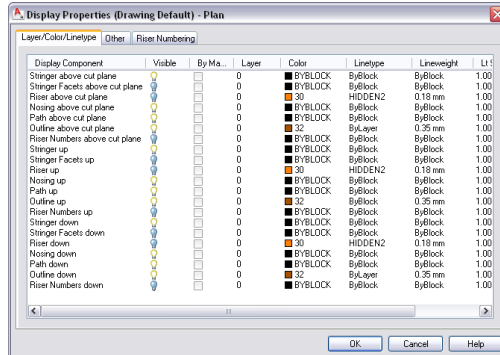 Display Properties (Drawing Default) - Plan
Layer/Color/Linetype Other Riser Numbering
Display Component Visible By Ma... Layer Color Linetype Lineweight Lt S
Stringer above cut plane 0 BYBLOCK ByBlock ByBlock 1.00
Stringer Facets above cut plane 0 BYBLOCK ByBlock ByBlock 1.00
Riser above cut plane 0 30 HIDDEN2 0.18 mm 1.00
Nosing above cut plane 0 BYBLOCK ByBlock ByBlock 1.00
Path above cut plane 0 BYBLOCK ByBlock ByBlock 1.00
Outline above cut plane 0 32 ByLayer 0.35 mm 1.00
Riser Numbers above cut plane 0 BYBLOCK ByBlock ByBlock 1.00
Stringer up 0 BYBLOCK ByBlock ByBlock 1.00
Stringer Facets up 0 BYBLOCK ByBlock ByBlock 1.00
Riser up 0 30 HIDDEN2 0.18 mm 1.00
Nosing up 0 BYBLOCK ByBlock ByBlock 1.00
Path up 0 BYBLOCK ByBlock ByBlock 1.00
Outline up 0 32 ByBlock 0.35 mm 1.00
Riser Numbers up 0 BYBLOCK ByBlock ByBlock 1.00
Stringer down 0 BYBLOCK ByBlock ByBlock 1.00
Stringer Facets down 0 BYBLOCK ByBlock ByBlock 1.00
Riser down 0 30 HIDDEN2 0.18 mm 1.00
Nosing down 0 BYBLOCK ByBlock ByBlock 1.00
Path down 0 BYBLOCK ByBlock ByBlock 1.00
Outline down 0 32 ByLayer 0.35 mm 1.00
Riser Numbers down 0 BYBLOCK ByBlock ByBlock 1.00
OK Cancel Help